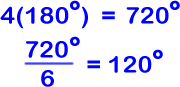 4(180°) = 720°
720°/6 = 120°